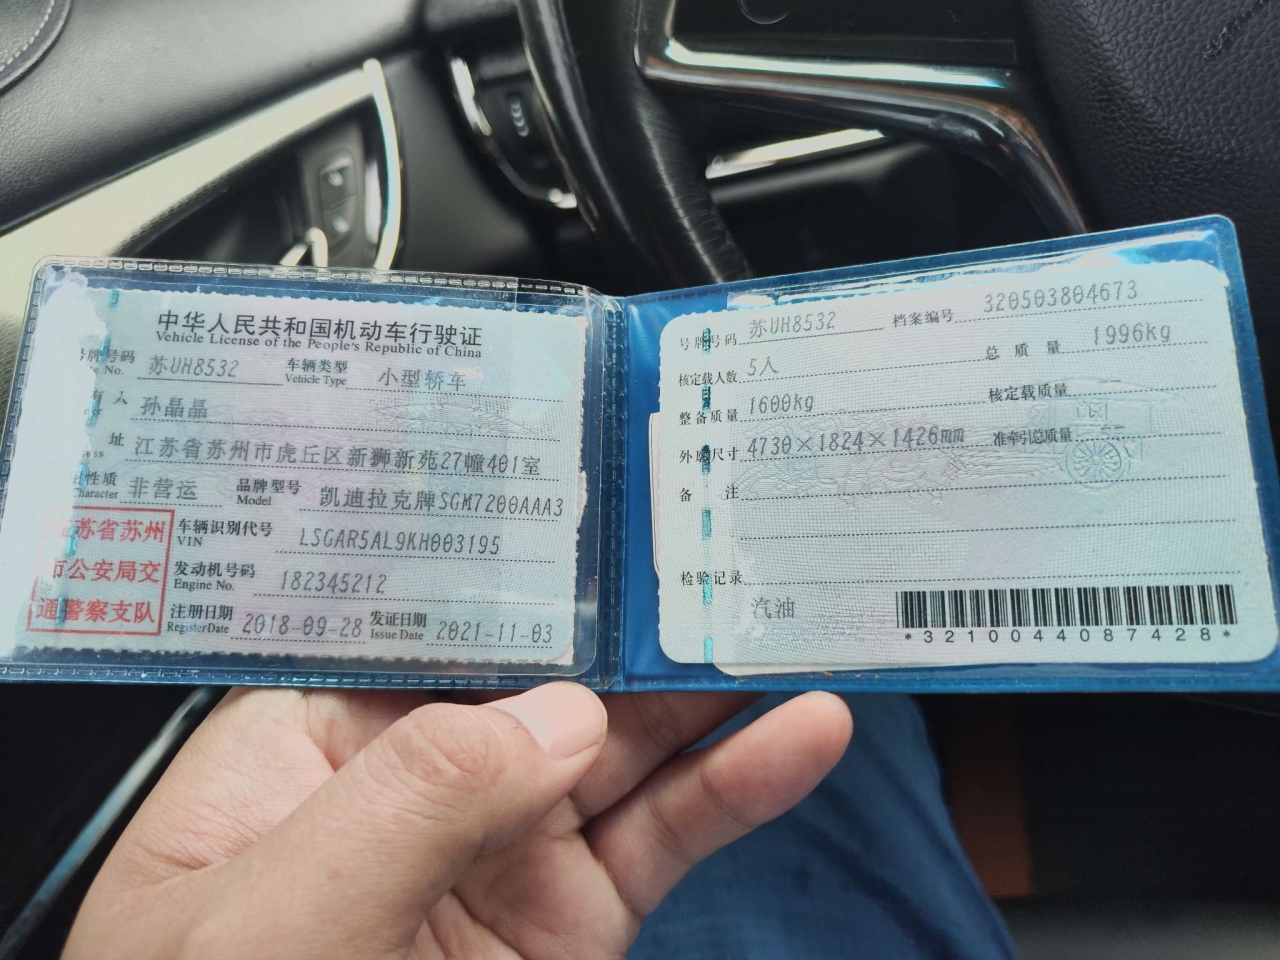 中华人民共和国机动车行驶证
Vehicle License of the People's Republic of China
号牌号码 苏UH8532 车辆类型 小型轿车
No. Vehicle Type
有人 孙晶晶
址 江苏省苏州市虎丘区新狮新苑27幢401室
性质 非营运 品牌型号 凯迪拉克牌SGM7200AAA3
Character Model
苏省苏州
市公安局交
通警察支队
车辆识别代号 LSGAR5AL9KH003195
VIN
发动机号码 182345212
Engine No.
注册日期 2018-09-28 发证日期 2021-11-03
Register Date Issue Date
号牌号码 苏UH8532 档案编号 320503804673
核定载人数 5人 总质量 1996kg
整备质量 1600kg 核定载质量
外廓尺寸 4730×1824×1426mm 准牵引总质量 --
备注
检验记录
汽油
*3210044087428*